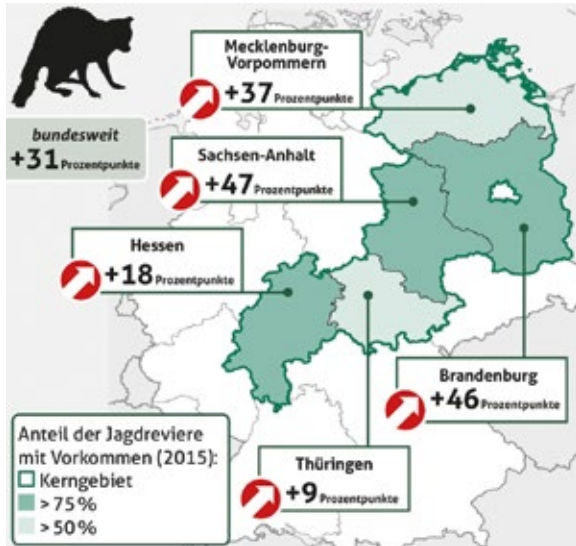 Mecklenburg-
Vorpommern
+37 Prozentpunkte
bundesweit
+31 Prozentpunkte
Sachsen-Anhalt
+47 Prozentpunkte
Hessen
+18 Prozentpunkte
Brandenburg
+46 Prozentpunkte
Thüringen
+9 Prozentpunkte
Anteil der Jagdreviere
mit Vorkommen (2015):
Kerngebiet
> 75 %
> 50 %